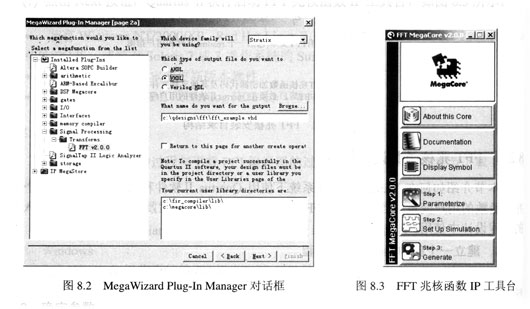 MegaWizard Plug-In Manager [page 2a]
Which megafunction would you like to
Select a megafunction from the list
Installed Plug-Ins
Altera SOPC Builder
arithmetic
ARM-Based Excalibur
DSP Megacore
gates
I/O
Interfaces
memory compiler
Signal Processing
Transforms
FFT v2.0.0
SignalTap II Logic Analyzer
storage
IP MegaStore
Which device family will you be using?
Stratix
Which type of output file do you want to
AHDL
VHDL
Verilog HDL
What name do you want for the output
Browse...
c:\qdesigns\fft\fft_example.vhd
Return to this page for another create operat
Note: To compile a project successfully in the
Quartus II software, your design files must be
in the project directory or a user library you
specify in the User Libraries page of the
Your current user library directories are:
c:\fir_compiler\lib\
c:\megacore\lib\
Cancel
< Back
Next >
Finish
图 8.2 MegaWizard Plug-In Manager 对话框
FFT MegaCore v2.0.0
MegaCore
About this Core
Documentation
Display Symbol
Step 1:
Parameterize
Step 2:
Set Up Simulation
Step 3:
Generate
FFT MegaCore v2.0.0
图 8.3 FFT 兆核函数 IP 工具台